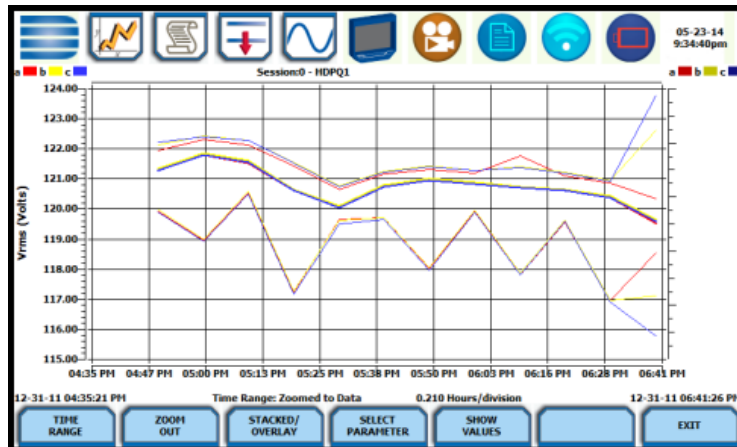 05-23-14
9:34:40pm
a b c Session:0 - HDPQ1 a b c
124.00
123.00
122.00
121.00
120.00
119.00
118.00
117.00
116.00
115.00
Vrms (Volts)
04:35 PM 04:47 PM 05:00 PM 05:13 PM 05:25 PM 05:38 PM 05:50 PM 06:03 PM 06:16 PM 06:28 PM 06:41 PM
12-31-11 04:35:21 PM Time Range: Zoomed to Data 0.210 Hours/division 12-31-11 06:41:26 PM
TIME RANGE
ZOOM OUT
STACKED/ OVERLAY
SELECT PARAMETER
SHOW VALUES
EXIT